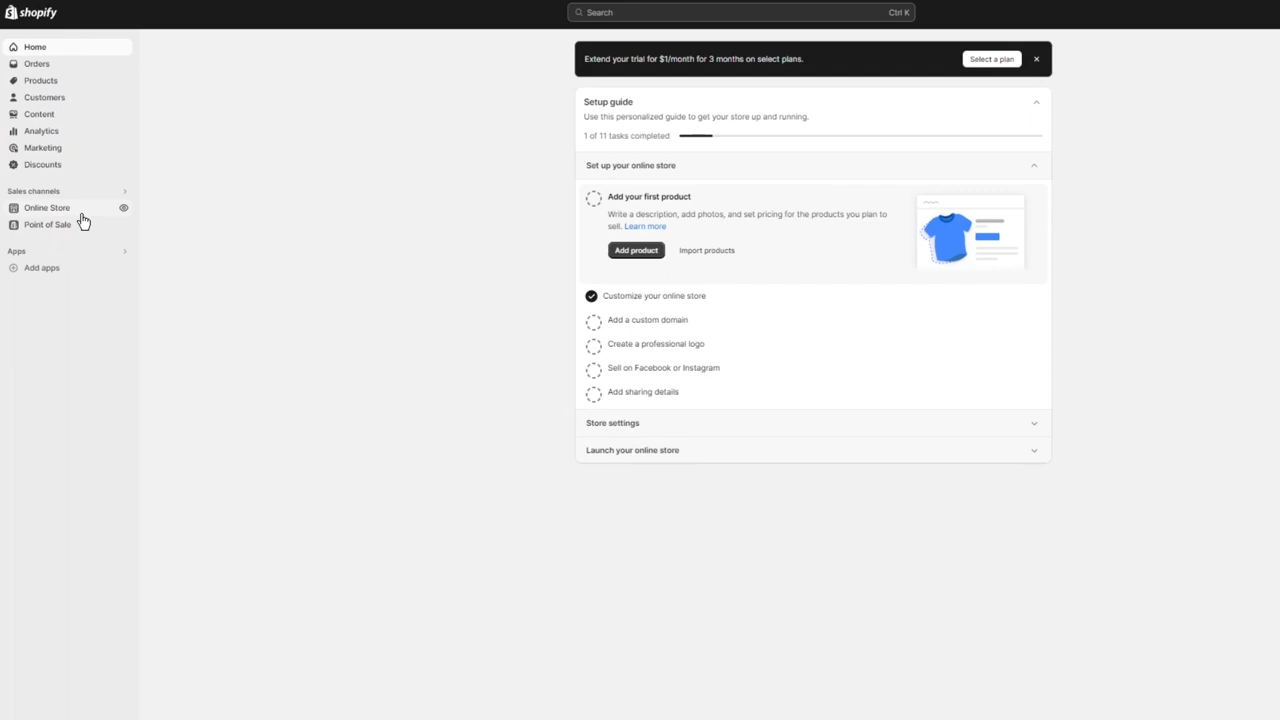 shopify
Search Ctrl K
Home
Orders
Products
Customers
Content
Analytics
Marketing
Discounts
Sales channels
Online Store
Point of Sale
Apps
Add apps
Extend your trial for $1/month for 3 months on select plans. Select a plan
Setup guide
Use this personalized guide to get your store up and running.
1 of 11 tasks completed
Set up your online store
Add your first product
Write a description, add photos, and set pricing for the products you plan to
sell. Learn more
Add product Import products
Customize your online store
Add a custom domain
Create a professional logo
Sell on Facebook or Instagram
Add sharing details
Store settings
Launch your online store